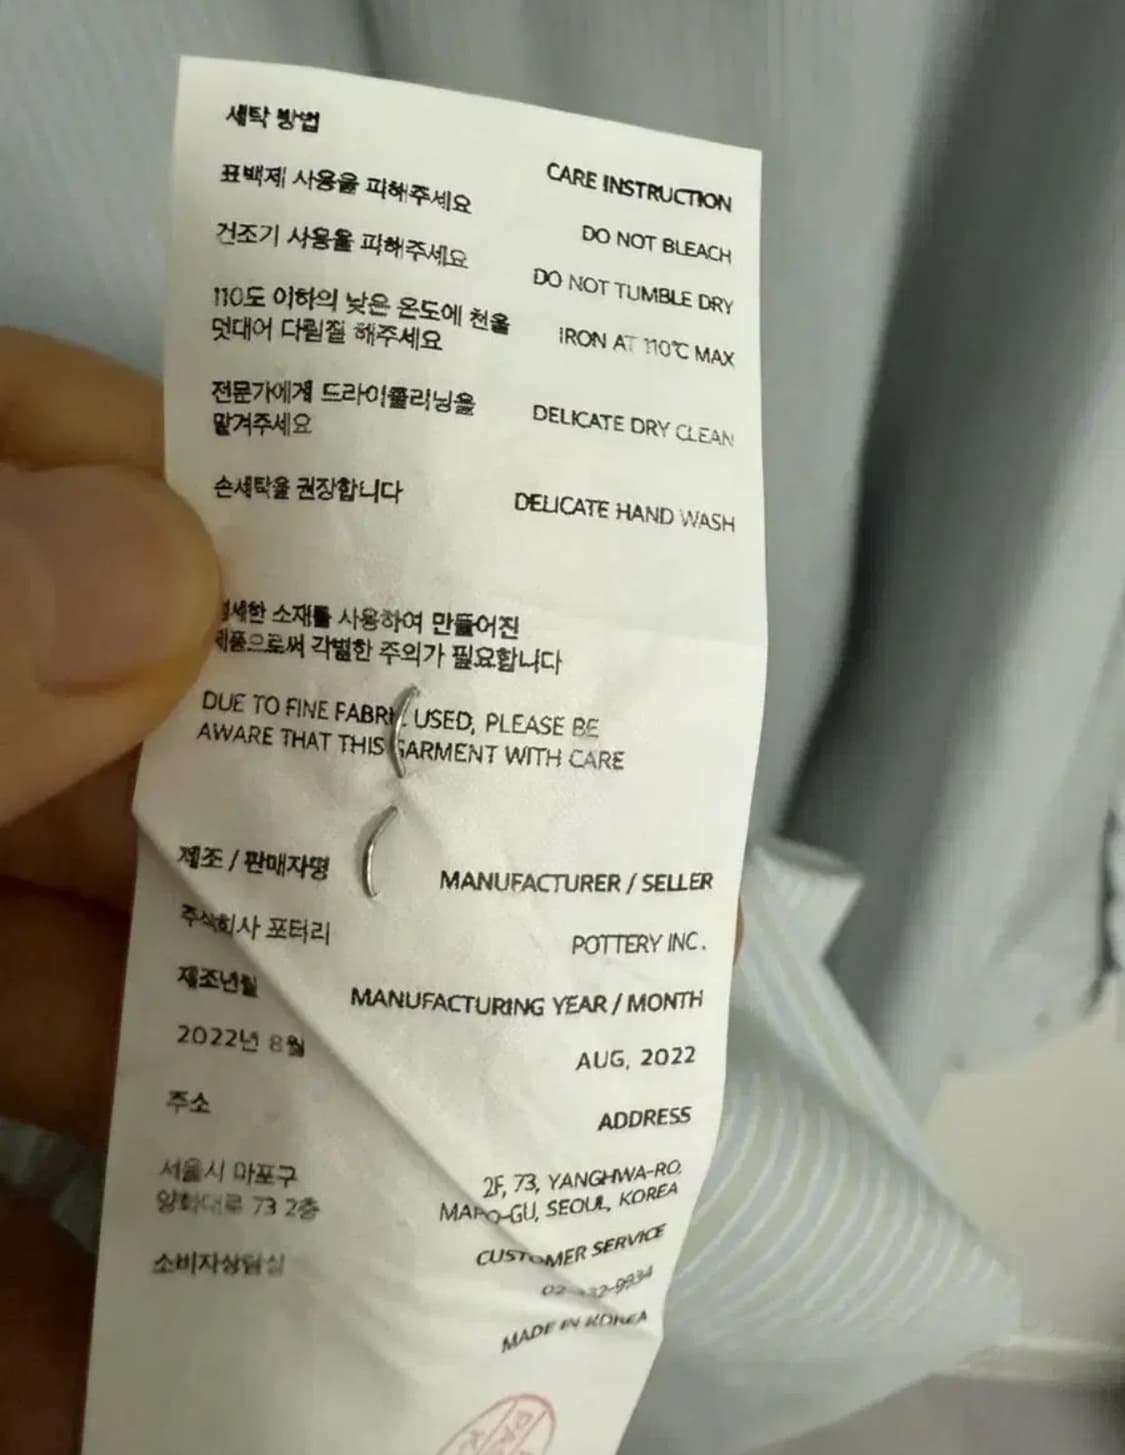 세탁 방법
CARE INSTRUCTION
표백제 사용을 피해주세요
DO NOT BLEACH
건조기 사용을 피해주세요
DO NOT TUMBLE DRY
110도 이하의 낮은 온도에 천을
덧대어 다림질 해주세요
IRON AT 110℃ MAX
전문가에게 드라이클리닝을
맡겨주세요
DELICATE DRY CLEAN
손세탁을 권장합니다
DELICATE HAND WASH
소재를 사용하여 만들어진
각별한 주의가 필요합니다
DUE TO FINE USED, PLEASE BE
AWARE THAT THIS GARMENT WITH CARE
제조 / 판매자명
MANUFACTURER / SELLER
주식회사 포터리
POTTERY INC.
제조년월
MANUFACTURING YEAR / MONTH
2022년 8월
AUG, 2022
주소
ADDRESS
서울시 마포구
양화대로 73 2층
2F, 73, YANGHWA-RO,
MAPO-GU, SEOUL, KOREA
소비자상담실
CUSTOMER SERVICE
MADE IN KOREA